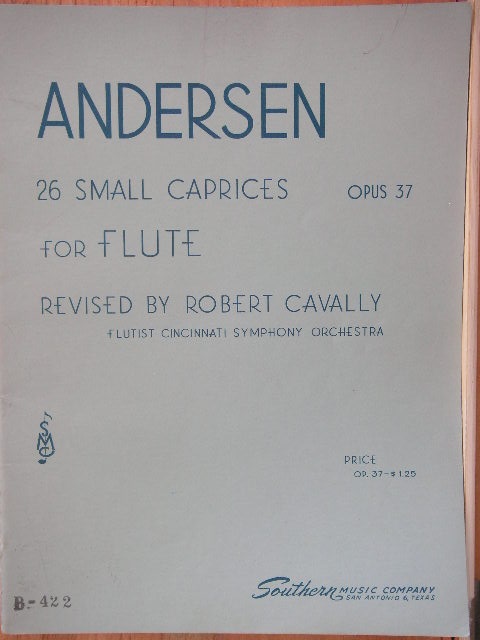 ANDERSEN
26 SMALL CAPRICES OPUS 37
FOR FLUTE
REVISED BY ROBERT CAVALLY
FLUTIST CINCINNATI SYMPHONY ORCHESTRA
SMC
PRICE
OP. 37-$1.25
Southern MUSIC COMPANY
SAN ANTONIO 6, TEXAS
B-422